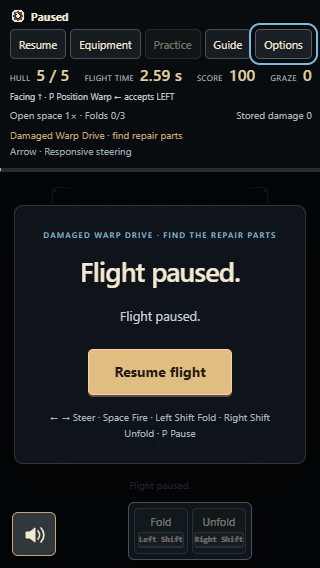 Paused
Resume Equipment Practice Guide Options
HULL 5 / 5 FLIGHT TIME 2.59 s SCORE 100 GRAZE 0
Facing ↑ · P Position Warp ← accepts LEFT
Open space 1× · Folds 0/3 Stored damage 0
Damaged Warp Drive · find repair parts
Arrow · Responsive steering
DAMAGED WARP DRIVE · FIND THE REPAIR PARTS
Flight paused.
Flight paused.
Resume flight
← → Steer · Space Fire · Left Shift Fold · Right Shift
Unfold · P Pause
Flight paused.
Fold Unfold
Left Shift Right Shift